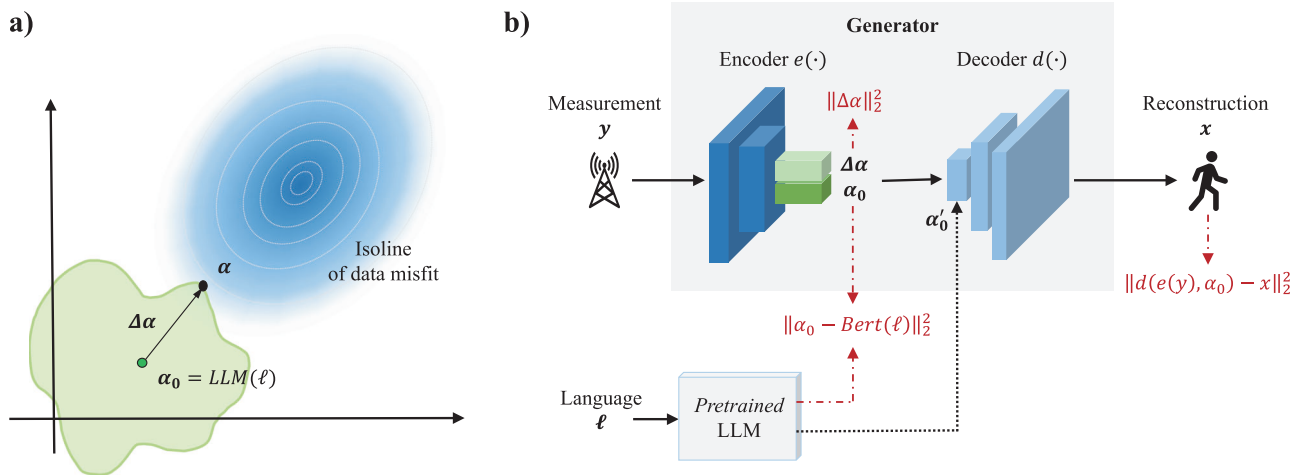 a)
Isoline
of data misfit
α
Δα
α₀ = LLM(ℓ)
b)
Generator
Encoder e(·)
Decoder d(·)
Measurement
y
‖Δα‖₂²
Δα
α₀
α₀′
Reconstruction
x
‖d(e(y), α₀) − x‖₂²
‖α₀ − Bert(ℓ)‖₂²
Language
ℓ
Pretrained
LLM